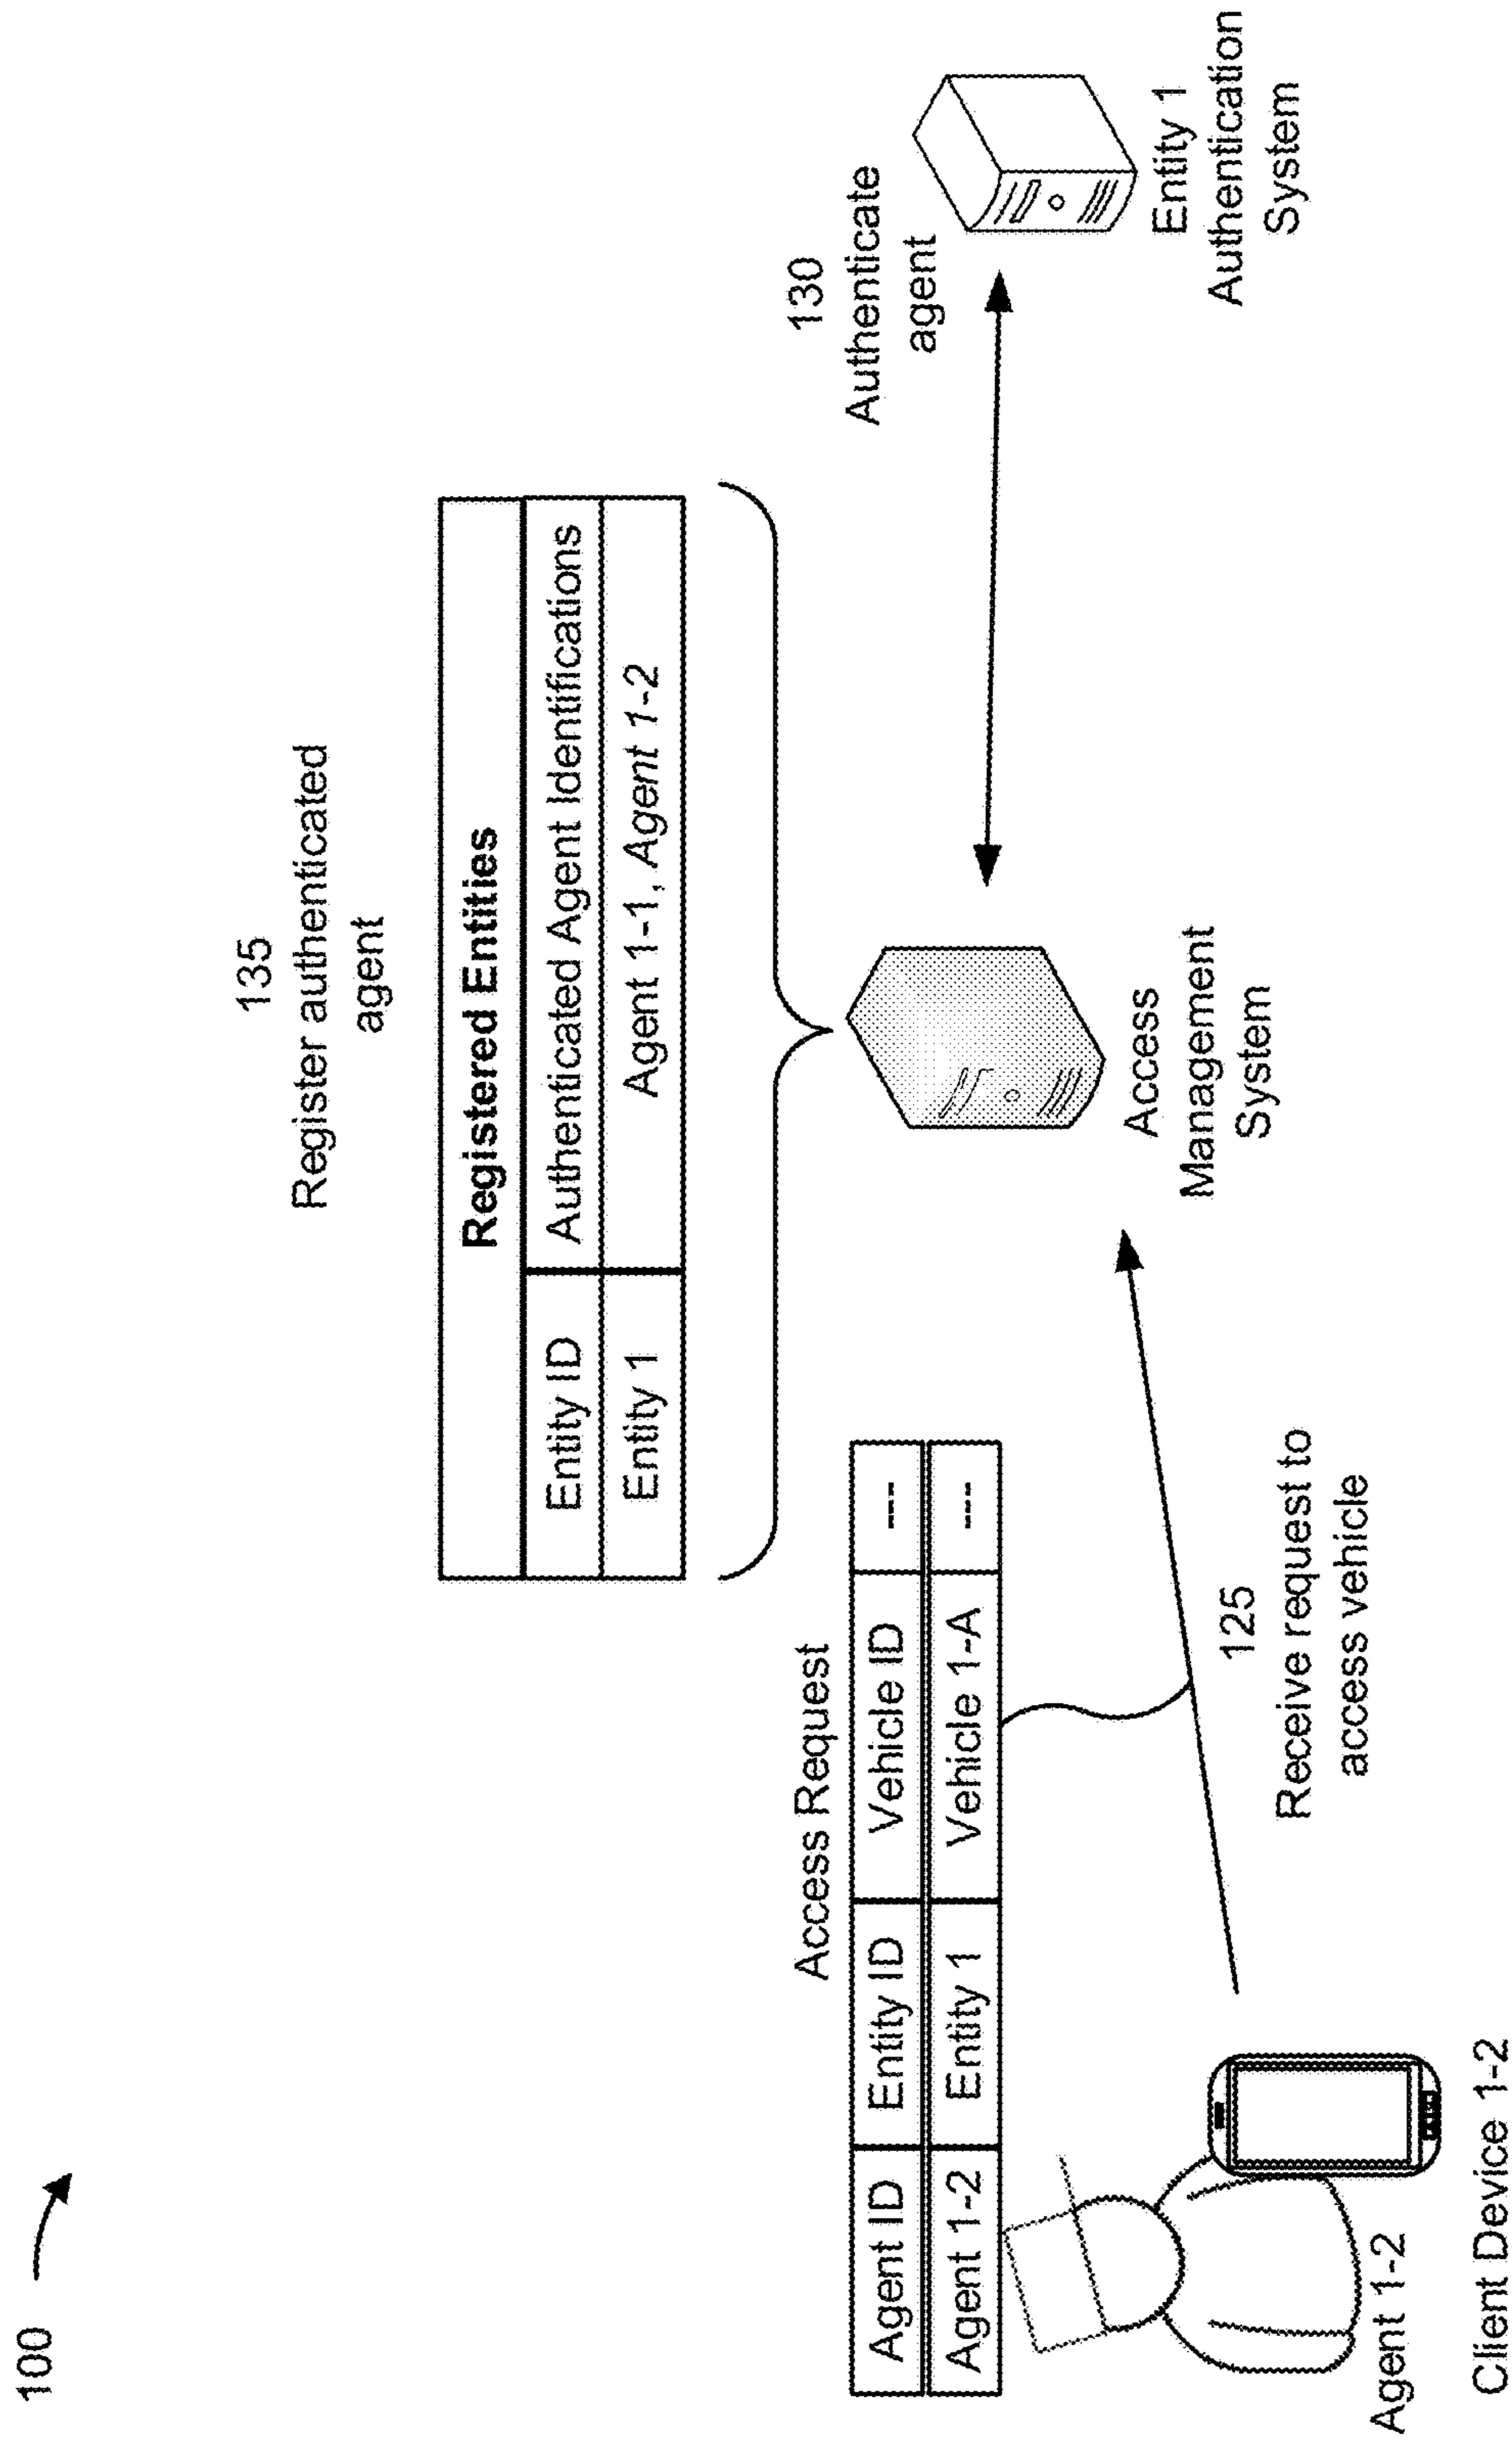 100
135
Register authenticated
agent
Registered Entities
Entity ID Authenticated Agent Identifications
Entity 1 Agent 1-1, Agent 1-2
130
Authenticate
agent
Access Request
Agent ID Entity ID Vehicle ID ---
Agent 1-2 Entity 1 Vehicle 1-A ---
125
Receive request to
access vehicle
Access
Management
System
Entity 1
Authentication
System
Agent 1-2
Client Device 1-2